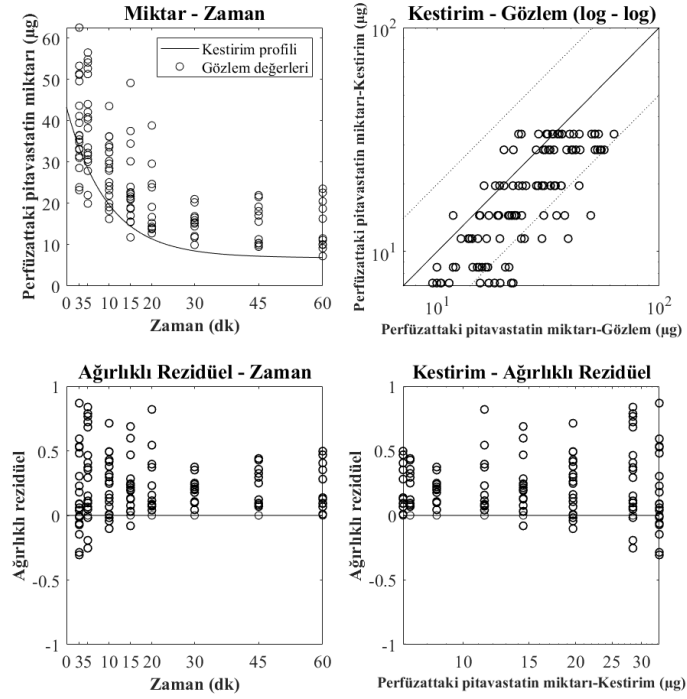 Miktar - Zaman
Perfüzattaki pitavastatin miktarı (µg)
60
50
40
30
20
10
0
Kestirim profili
Gözlem değerleri
0 3 5 10 15 20 30 45 60
Zaman (dk)
Kestirim - Gözlem (log - log)
Perfüzattaki pitavastatin miktarı-Kestirim (µg)
10²
10¹
10¹ 10²
Perfüzattaki pitavastatin miktarı-Gözlem (µg)
Ağırlıklı Rezidüel - Zaman
Ağırlıklı rezidüel
1
0.5
0
-0.5
-1
0 3 5 10 15 20 30 45 60
Zaman (dk)
Kestirim - Ağırlıklı Rezidüel
Ağırlıklı rezidüel
1
0.5
0
-0.5
-1
10 15 20 25 30
Perfüzattaki pitavastatin miktarı-Kestirim (µg)